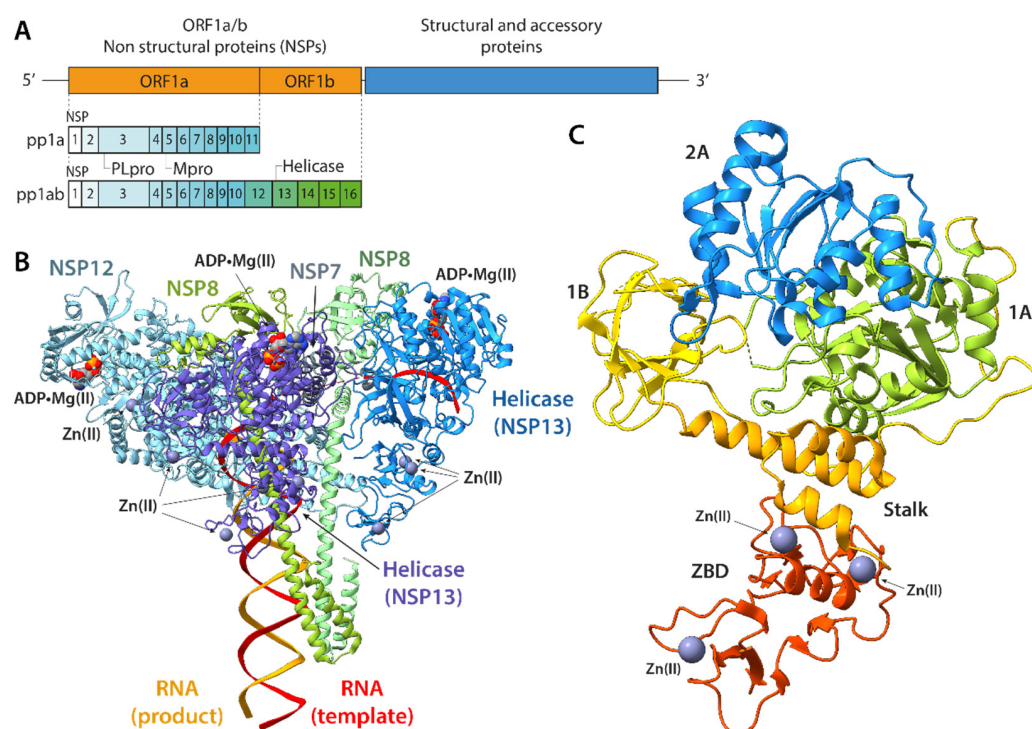 A
ORF1a/b
Non structural proteins (NSPs)
Structural and accessory
proteins
5′
ORF1a
ORF1b
3′
NSP
pp1a
1 2 3 4 5 6 7 8 9 10 11
PLpro
Mpro
Helicase
NSP
pp1ab
1 2 3 4 5 6 7 8 9 10 12 13 14 15 16
B
NSP12
NSP8
ADP•Mg(II)
NSP7
NSP8
ADP•Mg(II)
ADP•Mg(II)
Zn(II)
Zn(II)
Helicase
(NSP13)
Zn(II)
Zn(II)
Helicase
(NSP13)
RNA
(product)
RNA
(template)
C
2A
1B
1A
Stalk
Zn(II)
ZBD
Zn(II)
Zn(II)